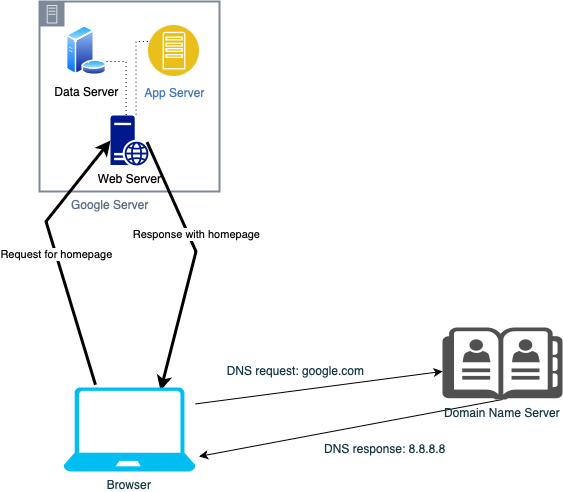 Data Server
App Server
Web Server
Google Server
Response with homepage
Request for homepage
DNS request: google.com
Domain Name Server
DNS response: 8.8.8.8
Browser